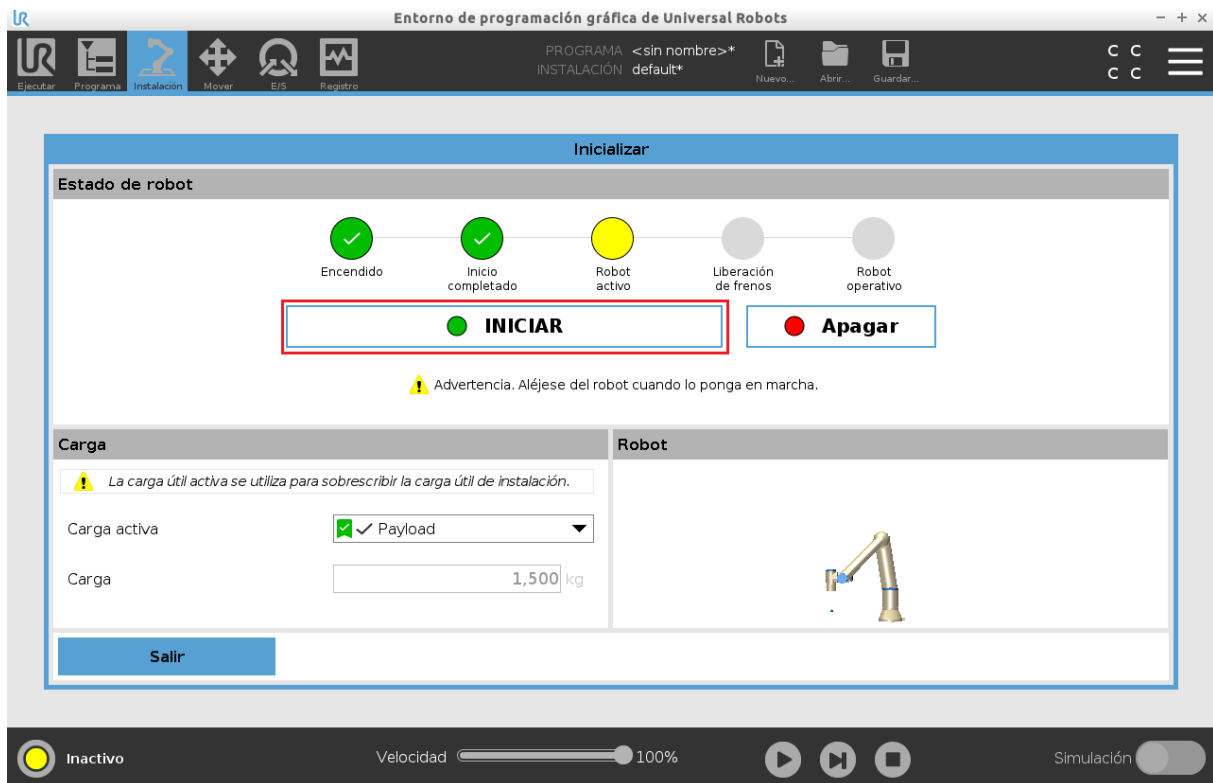 Entorno de programación gráfica de Universal Robots
Ejecutar
Programa
Instalación
Mover
E/S
Registro
PROGRAMA <sin nombre>*
INSTALACIÓN default*
Nuevo...
Abrir...
Guardar...
C C
C C
Inicializar
Estado de robot
Encendido
Inicio
completado
Robot
activo
Liberación
de frenos
Robot
operativo
INICIAR
Apagar
Advertencia. Aléjese del robot cuando lo ponga en marcha.
Carga
Robot
La carga útil activa se utiliza para sobrescribir la carga útil de instalación.
Carga activa
Payload
Carga
1,500 kg
Salir
Inactivo
Velocidad
100%
Simulación